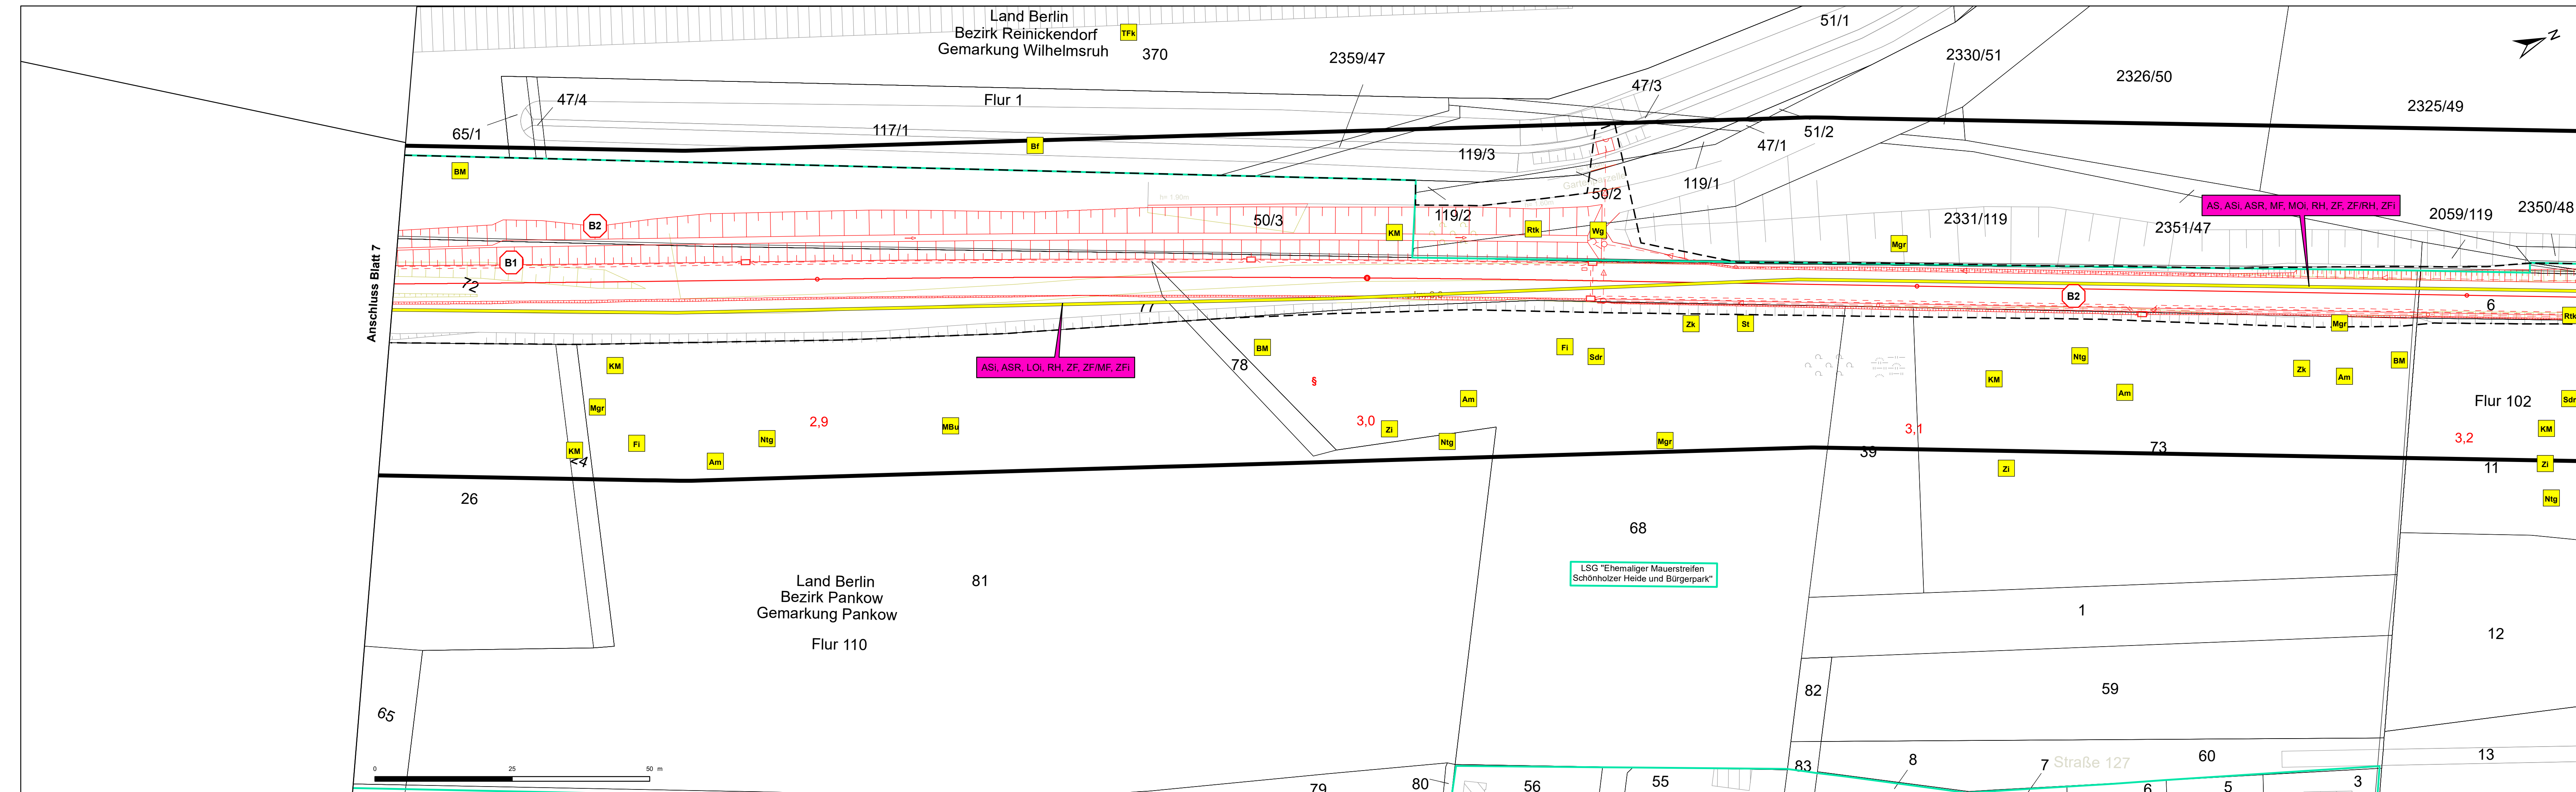 Land Berlin
Bezirk Reinickendorf
Gemarkung Wilhelmsruh
TFk
370
2359/47
51/1
2330/51
N
2326/50
2325/49
47/3
47/4
Flur 1
65/1
117/1
Bf
119/3
51/2
47/1
BM
119/1
50/2
119/2
50/3
B2
KM
Rtk
Wg
Mgr
2331/119
2351/47
AS, ASi, ASR, MF, MOi, RH, ZF, ZF/RH, ZFi
2059/119
2350/48
Anschluss Blatt 7
B1
72
77
B2
6
Rtk
Zk
St
Mgr
ASi, ASR, LOi, RH, ZF, ZF/MF, ZFi
KM
78
BM
Fi
Sdr
KM
Ntg
Am
Zk
Am
BM
§
Flur 102
Sdr
Mgr
2,9
MBu
3,0
Zi
Am
Ntg
Mgr
3,1
3,2
KM
KM
Fi
Am
Ntg
39
73
Zi
11
Zi
Ntg
26
68
LSG "Ehemaliger Mauerstreifen
Schönholzer Heide und Bürgerpark"
Land Berlin
Bezirk Pankow
Gemarkung Pankow
Flur 110
81
1
12
82
59
65
0 25 50 m
79
80
56
55
83
8
7
Straße 127
60
13
6
5
3